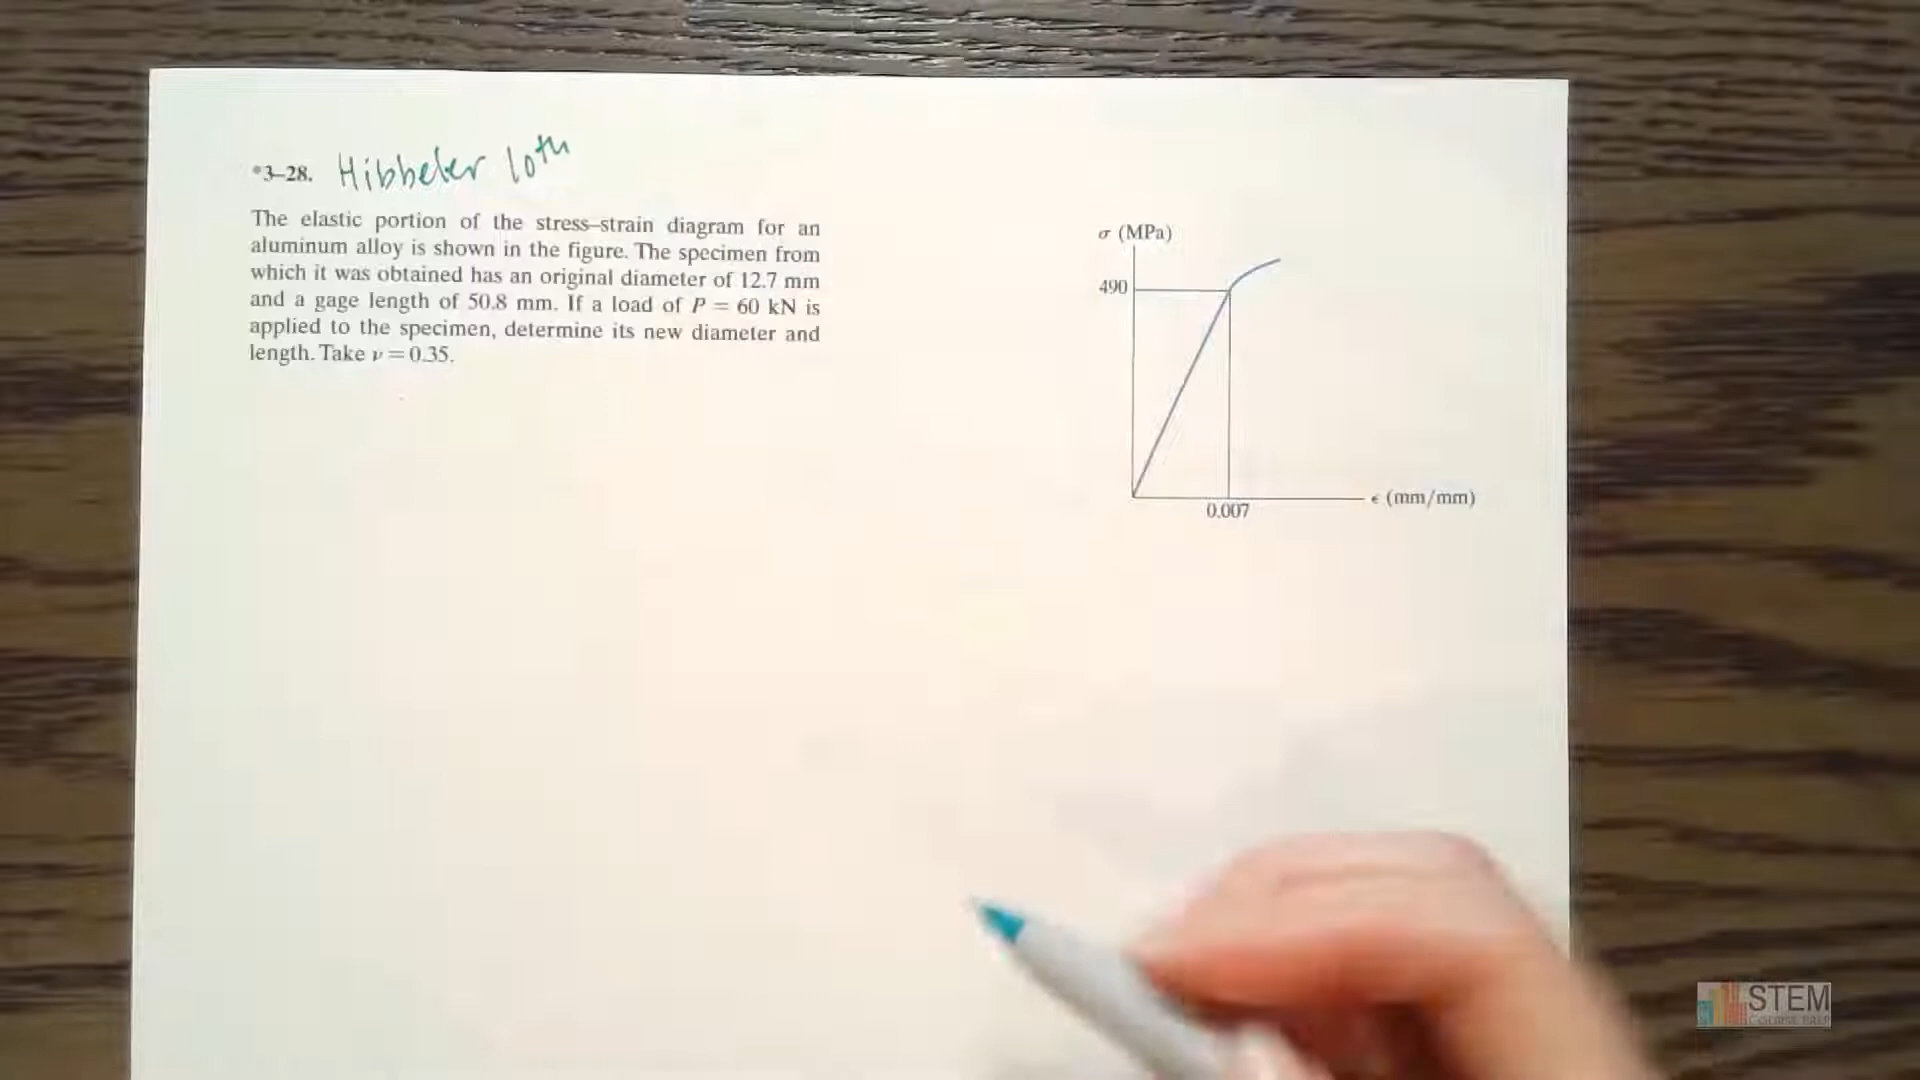 *3–28. Hibbeler 10th
The elastic portion of the stress–strain diagram for an
aluminum alloy is shown in the figure. The specimen from
which it was obtained has an original diameter of 12.7 mm
and a gage length of 50.8 mm. If a load of P = 60 kN is
applied to the specimen, determine its new diameter and
length. Take ν = 0.35.
σ (MPa)
490
0.007
ϵ (mm/mm)
STEM
COURSE PREP